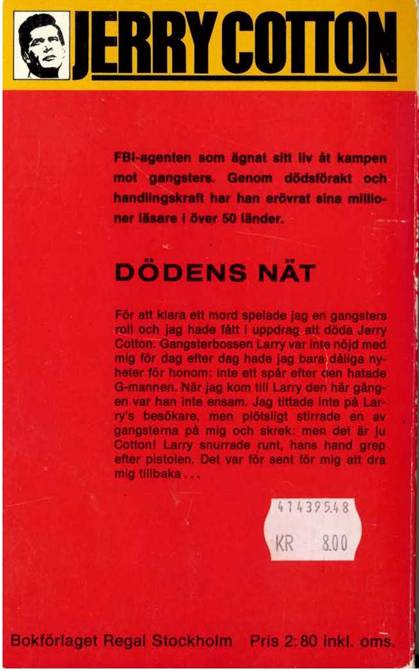 JERRY COTTON
FBI-agenten som ägnat sitt liv åt kampen
mot gangsters. Genom dödsförakt och
handlingskraft har han erövrat sina millio-
ner läsare i över 50 länder.
DÖDENS NÄT
För att klara ett mord spelade jag en gangsters
roll och jag hade fått i uppdrag att döda Jerry
Cotton. Gangsterbossen Larry var inte nöjd med
mig för dag efter dag hade jag bara dåliga ny-
heter för honom: inte ett spår efter den hatade
G-mannen. När jag kom till Larry den här gång-
en var han inte ensam. Jag tittade inte på Lar-
ry's besökare, men plötsligt stirrade en av
gangsterna på mig och skrek: men det är ju
Cotton! Larry snurrade runt, hans hand grep
efter pistolen. Det var för sent för mig att dra
mig tillbaka...
41439548
KR 8.00
Bokförlaget Regal Stockholm Pris 2:80 inkl. oms.